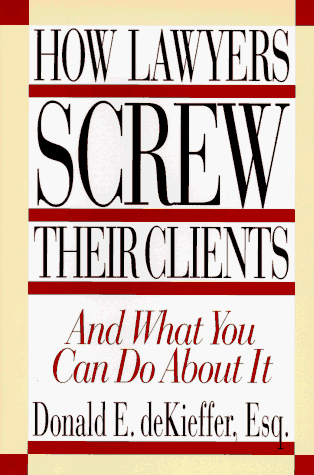 HOW LAWYERS
SCREW
THEIR CLIENTS
And What You
Can Do About It
Donald E. deKieffer, Esq.